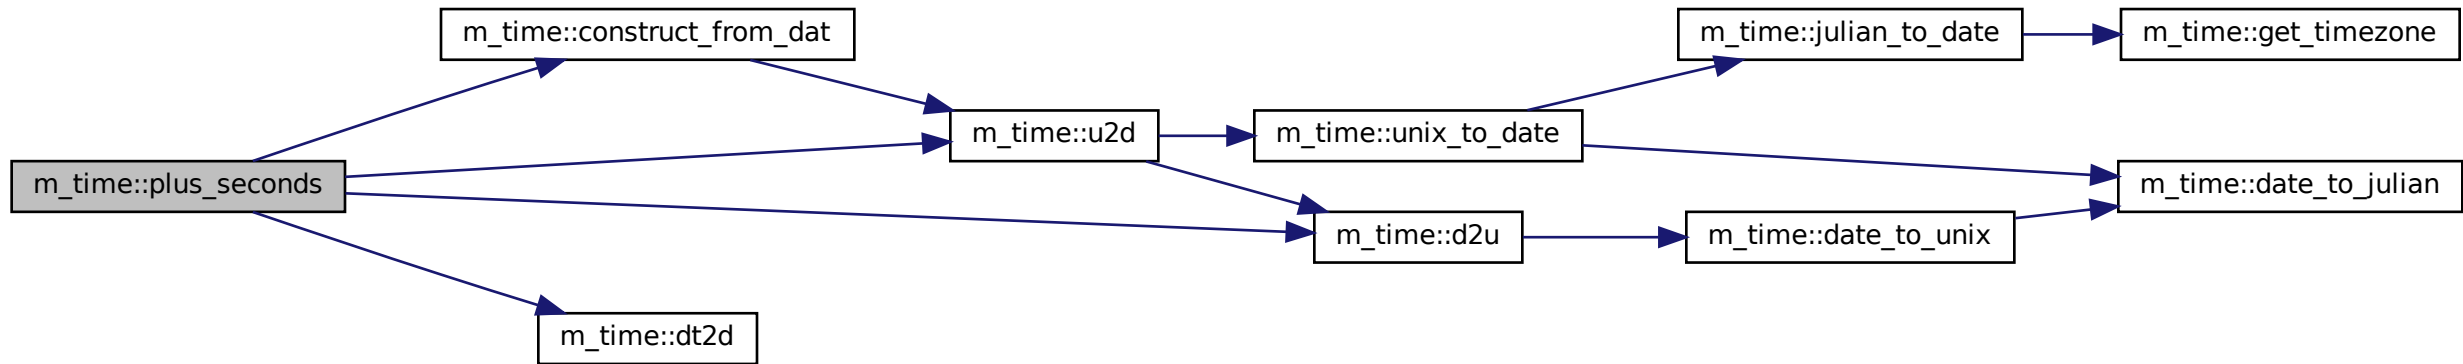 m_time::construct_from_dat
m_time::julian_to_date
m_time::get_timezone
m_time::u2d
m_time::unix_to_date
m_time::plus_seconds
m_time::date_to_julian
m_time::d2u
m_time::date_to_unix
m_time::dt2d